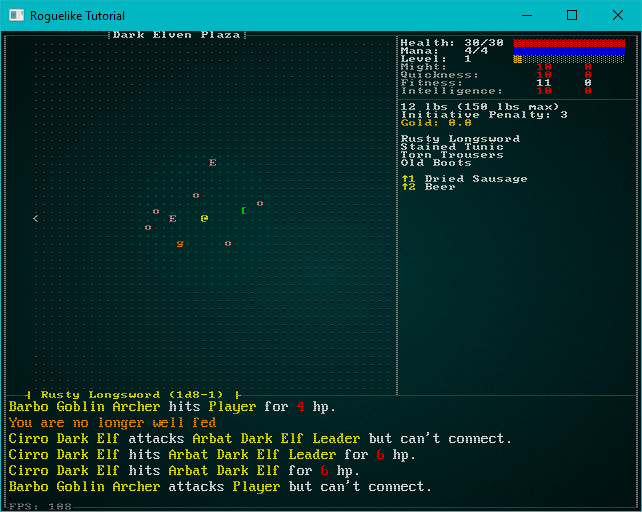 Roguelike Tutorial
Dark Elven Plaza
Health: 30/30
Mana: 4/4
Level: 1
Might: 10 0
Quickness: 10 0
Fitness: 11 0
Intelligence: 10 0
12 lbs (150 lbs max)
Initiative Penalty: 3
Gold: 0.0
Rusty Longsword
Stained Tunic
Torn Trousers
Old Boots
↑1 Dried Sausage
↑2 Beer
E
o
o
o [
< E @
o
g o
Rusty Longsword (1d8-1)
Barbo Goblin Archer hits Player for 4 hp.
You are no longer well fed
Cirro Dark Elf attacks Arbat Dark Elf Leader but can't connect.
Cirro Dark Elf hits Arbat Dark Elf Leader for 6 hp.
Cirro Dark Elf hits Arbat Dark Elf for 6 hp.
Barbo Goblin Archer attacks Player but can't connect.
FPS: 188